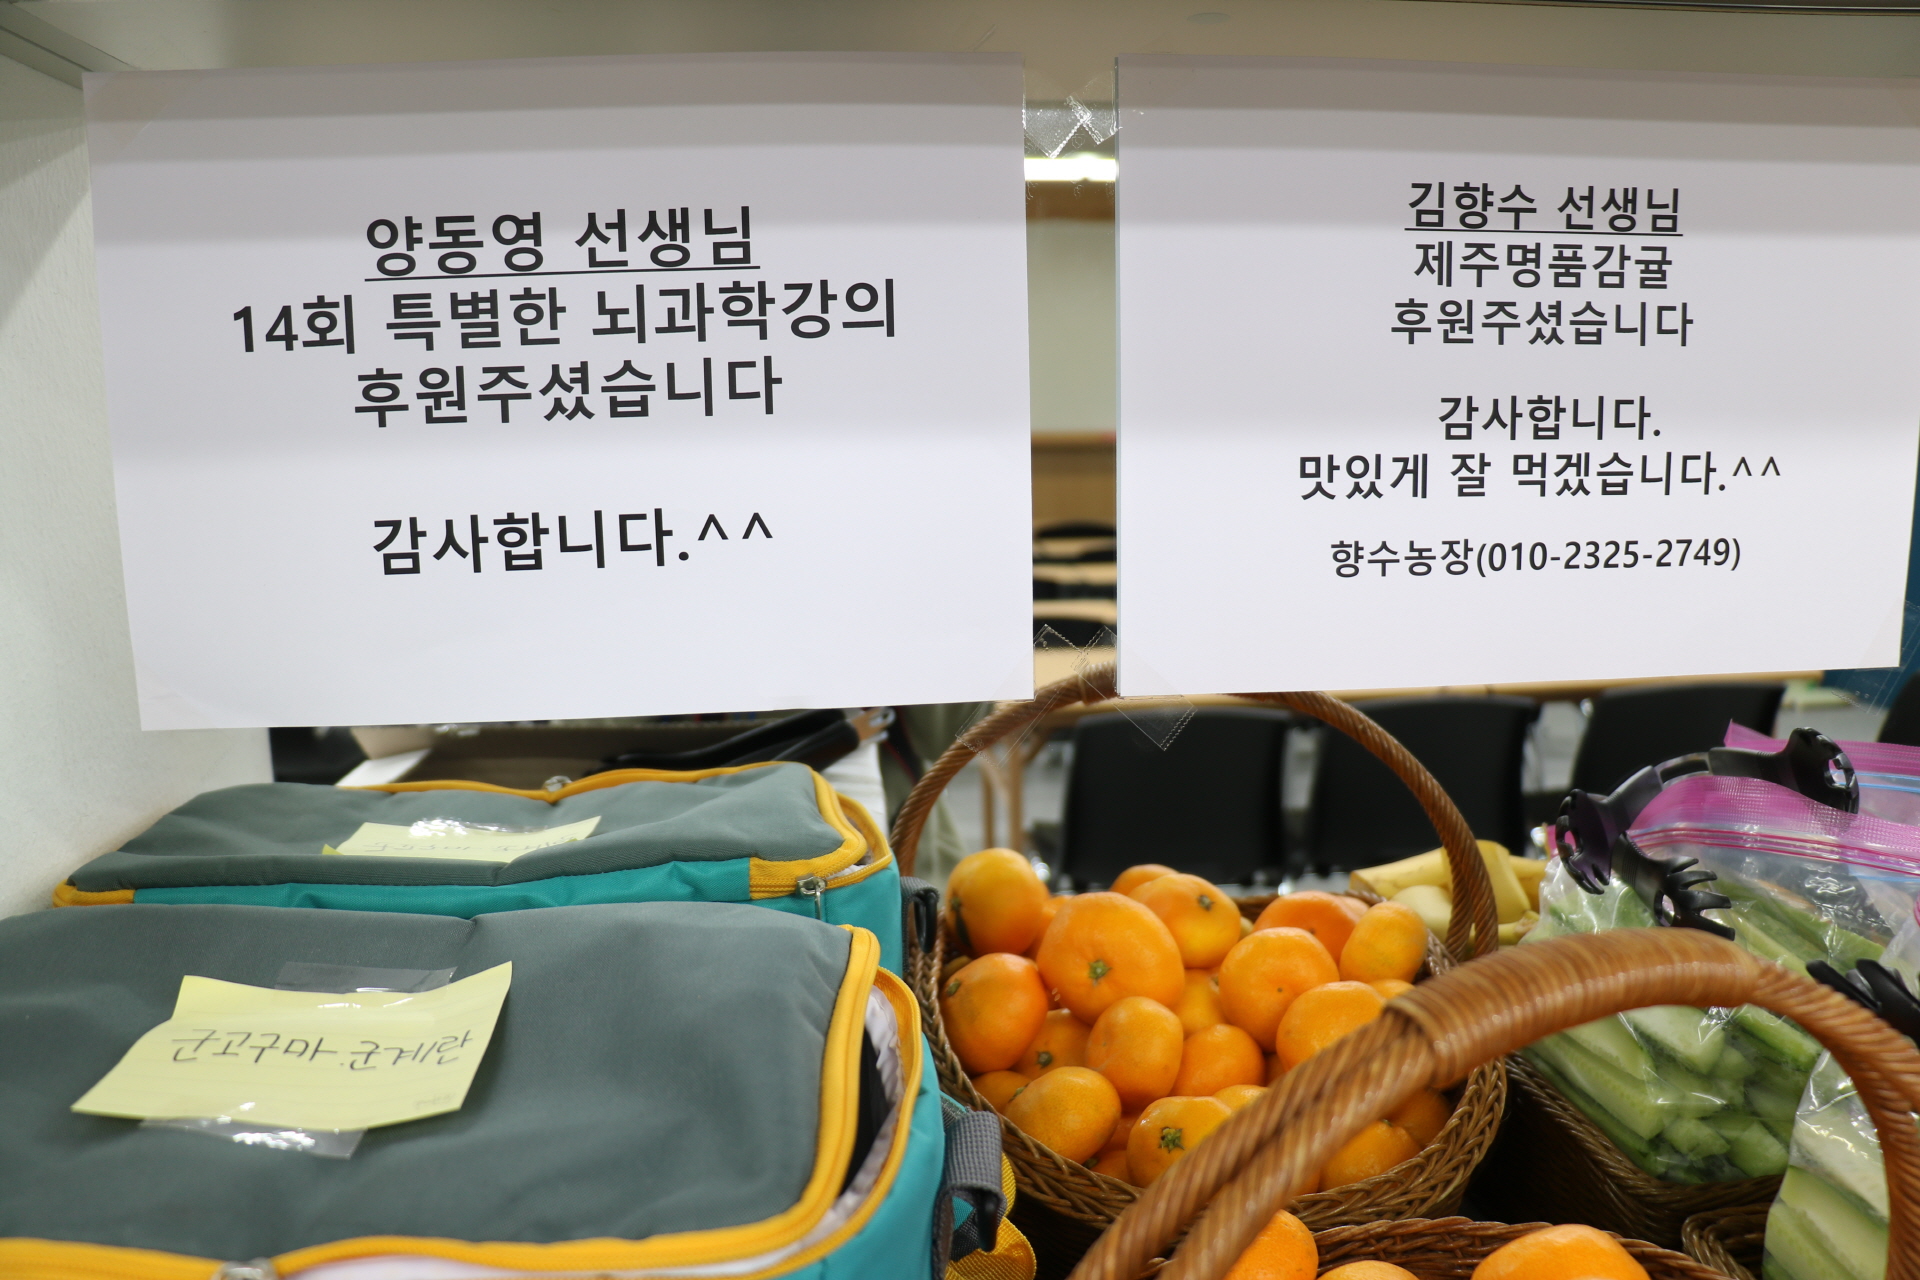 양동영 선생님
14회 특별한 뇌과학강의
후원주셨습니다
감사합니다.^^
김향수 선생님
제주명품감귤
후원주셨습니다
감사합니다.
맛있게 잘 먹겠습니다.^^
향수농장(010-2325-2749)
군고구마.군계란